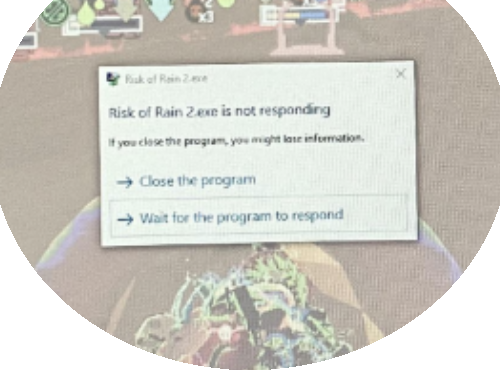 x3
Risk of Rain 2.exe
Risk of Rain 2.exe is not responding
If you close the program, you might lose information.
→ Close the program
→ Wait for the program to respond